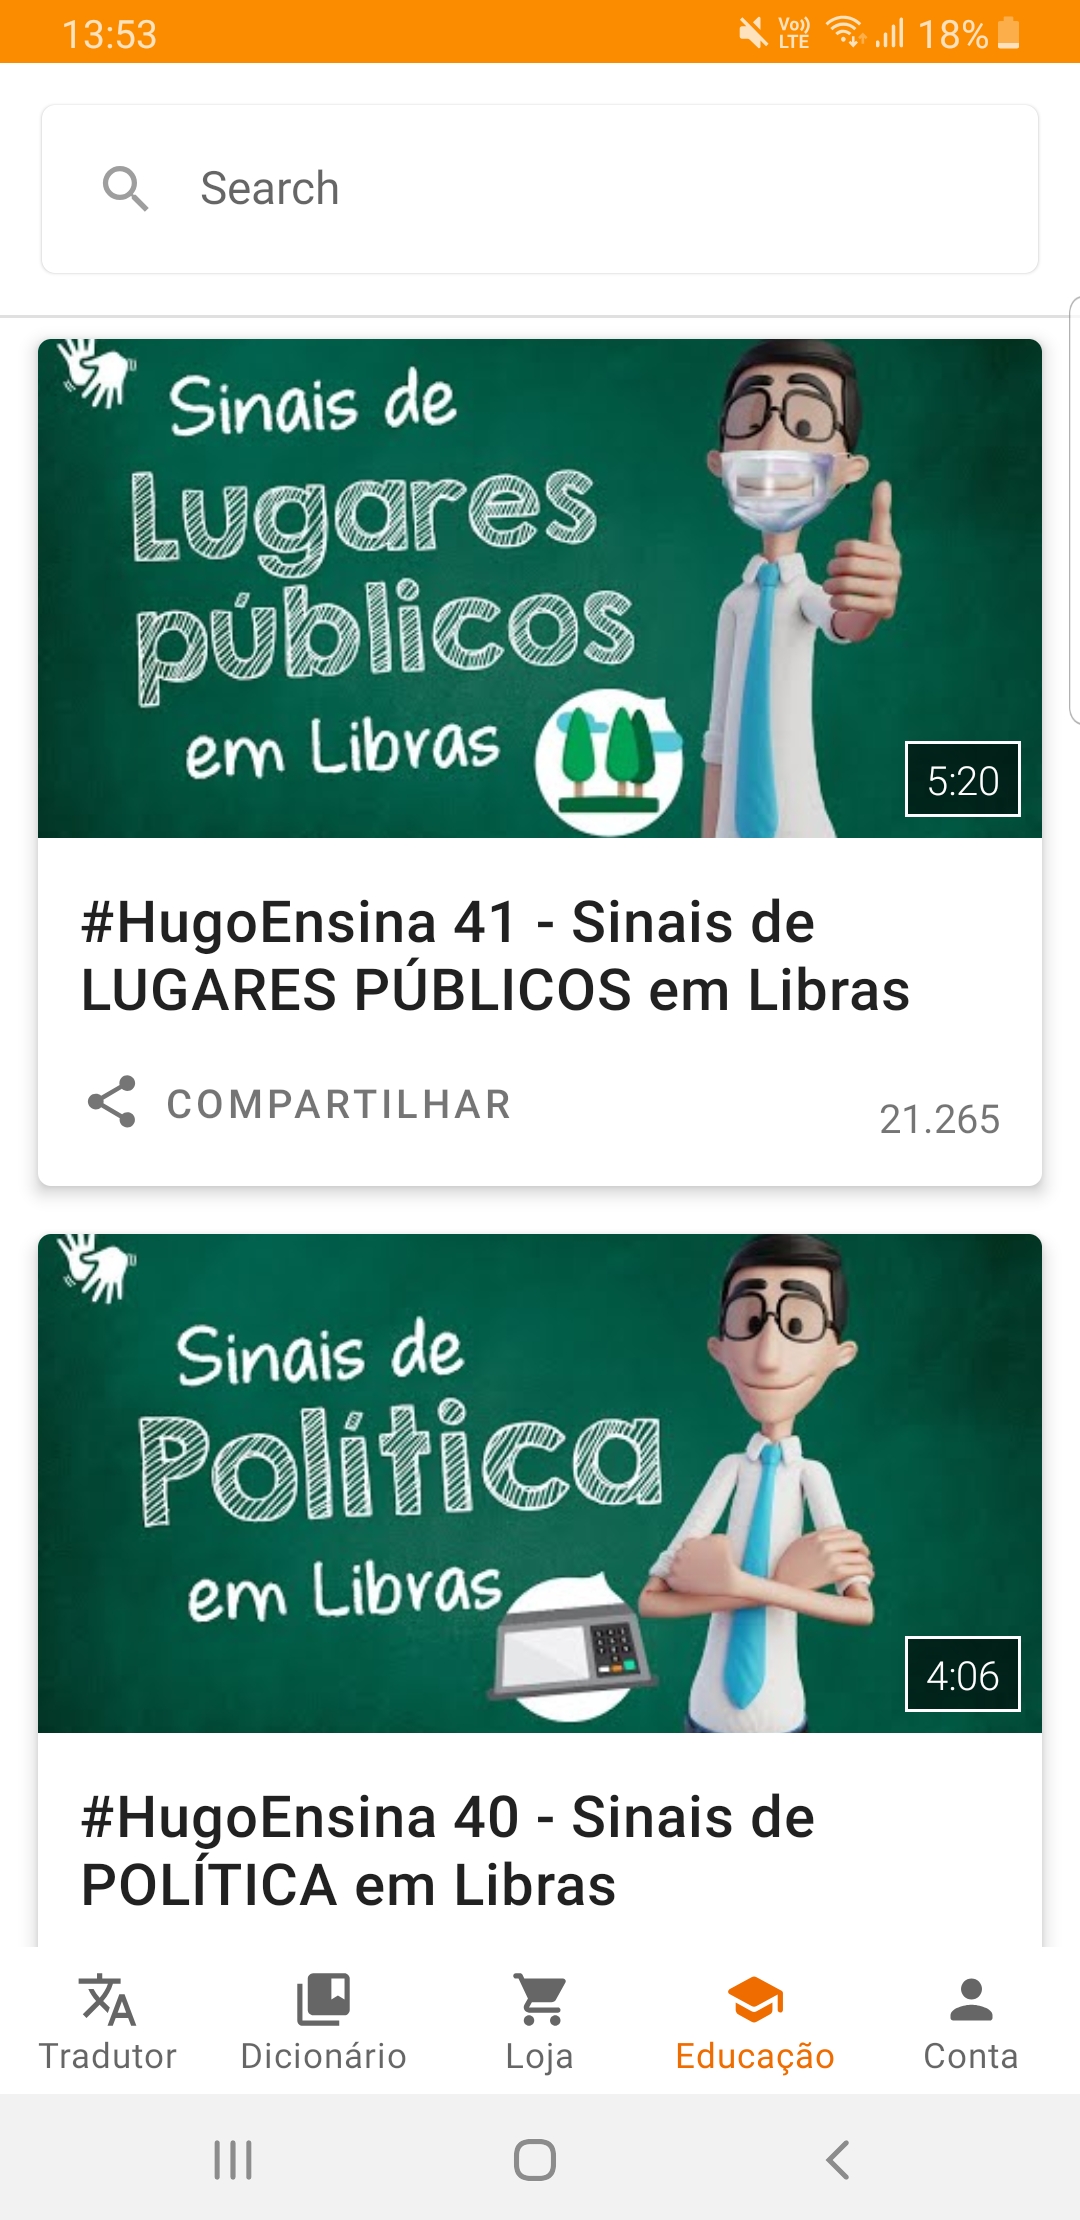 13:53
Vo))
LTE
18%
Search
Sinais de
Lugares
públicos
em Libras
5:20
#HugoEnsina 41 - Sinais de
LUGARES PÚBLICOS em Libras
COMPARTILHAR
21.265
Sinais de
Política
em Libras
4:06
#HugoEnsina 40 - Sinais de
POLÍTICA em Libras
Tradutor
Dicionário
Loja
Educação
Conta